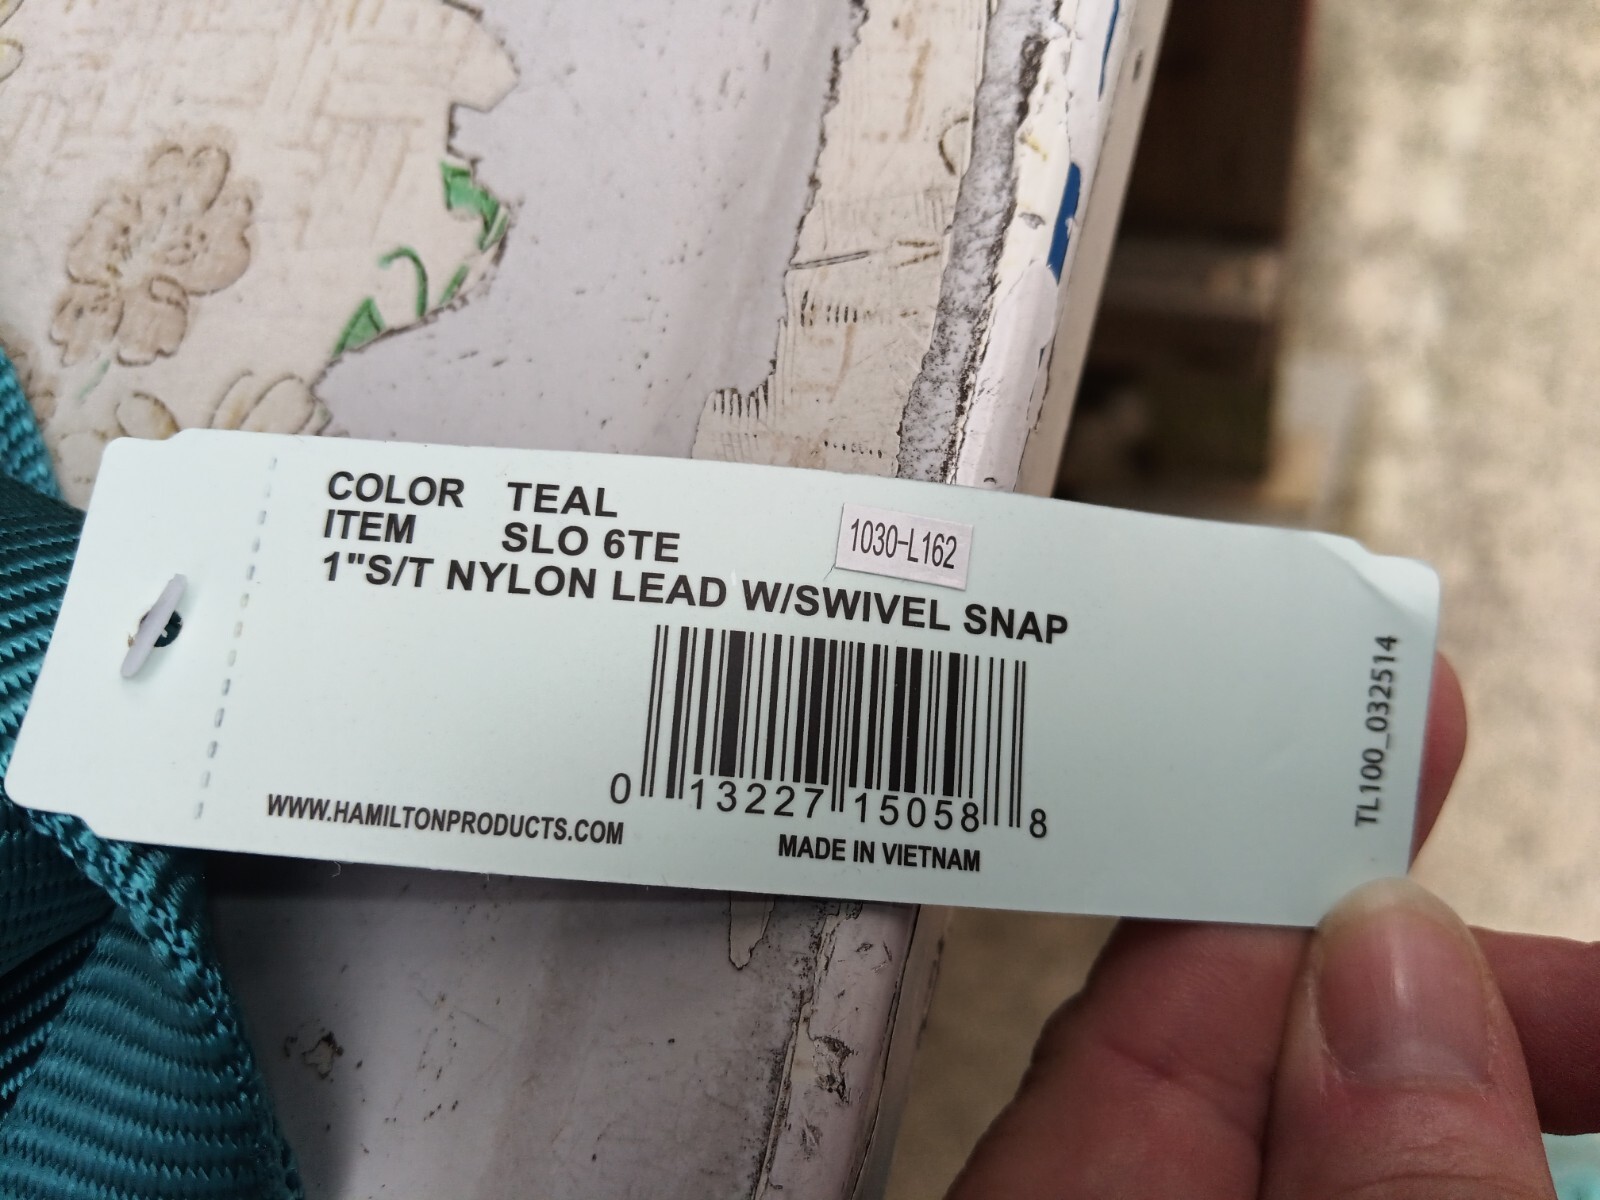 COLOR TEAL
ITEM SLO 6TE
1030-L162
1"S/T NYLON LEAD W/SWIVEL SNAP
0 13227 15058 8
WWW.HAMILTONPRODUCTS.COM
MADE IN VIETNAM
TL100_032514